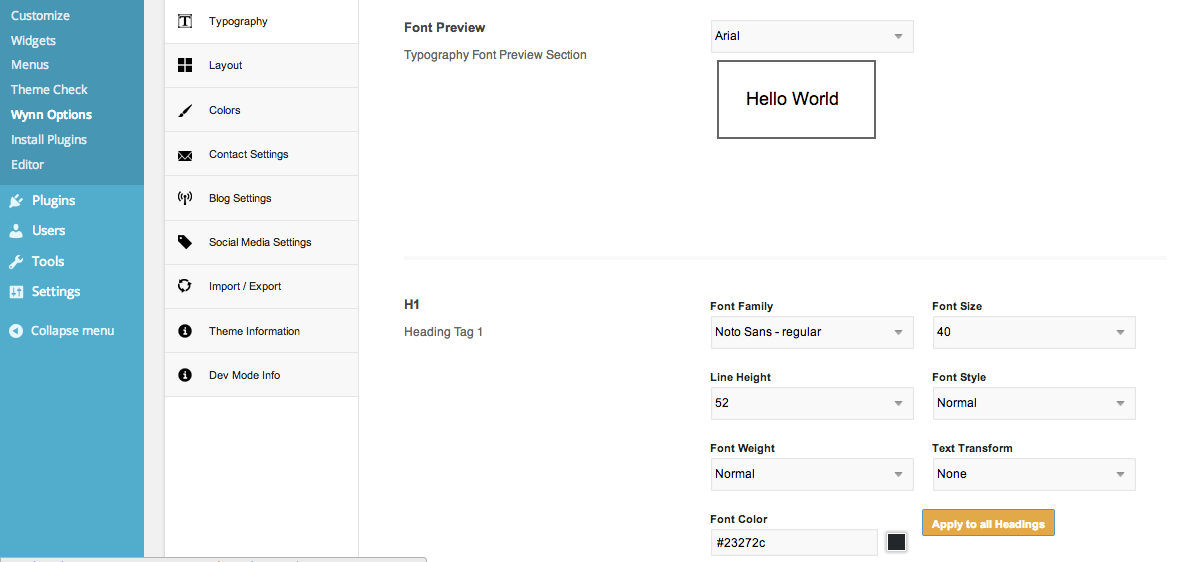 Customize
Widgets
Menus
Theme Check
Wynn Options
Install Plugins
Editor
Plugins
Users
Tools
Settings
Collapse menu
Typography
Layout
Colors
Contact Settings
Blog Settings
Social Media Settings
Import / Export
Theme Information
Dev Mode Info
Font Preview
Typography Font Preview Section
Arial
Hello World
H1
Heading Tag 1
Font Family
Font Size
Noto Sans - regular
40
Line Height
Font Style
52
Normal
Font Weight
Text Transform
Normal
None
Font Color
#23272c
Apply to all Headings